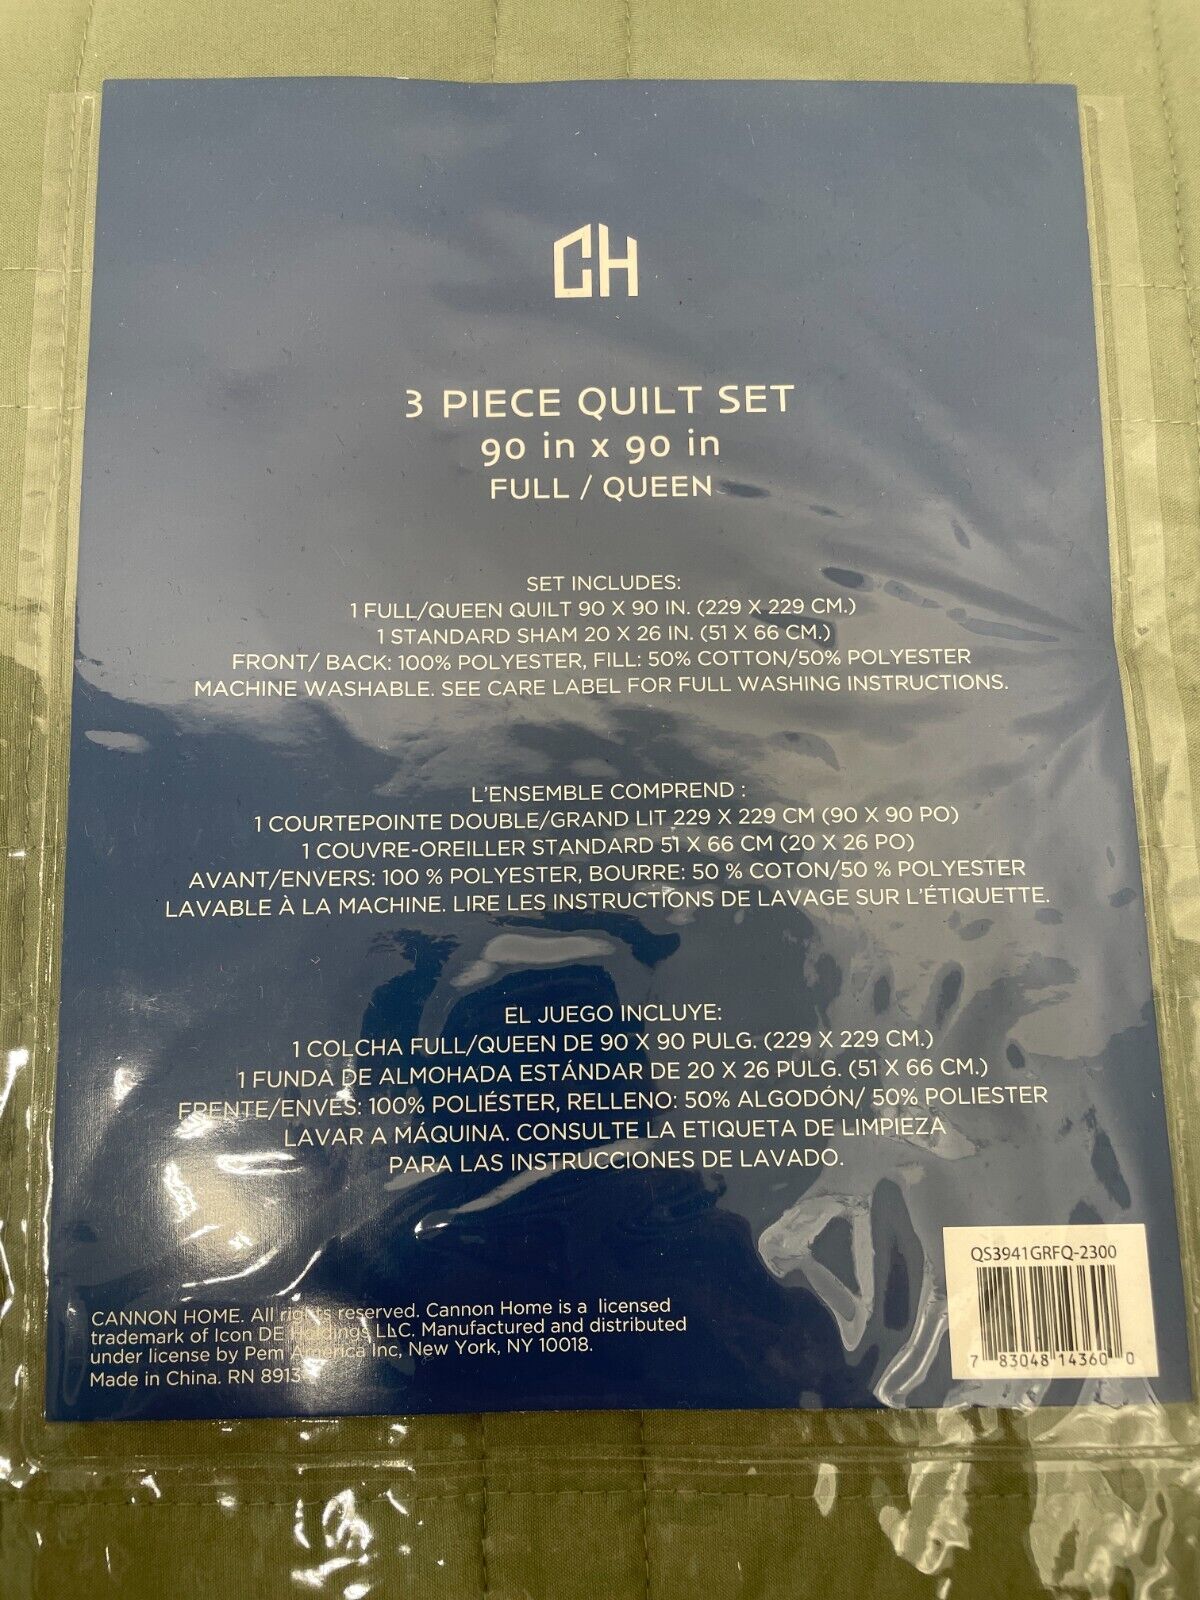 CH
3 PIECE QUILT SET
90 in x 90 in
FULL / QUEEN
SET INCLUDES:
1 FULL/QUEEN QUILT 90 X 90 IN. (229 X 229 CM.)
1 STANDARD SHAM 20 X 26 IN. (51 X 66 CM.)
FRONT/ BACK: 100% POLYESTER, FILL: 50% COTTON/50% POLYESTER
MACHINE WASHABLE. SEE CARE LABEL FOR FULL WASHING INSTRUCTIONS.
L'ENSEMBLE COMPREND :
1 COURTEPOINTE DOUBLE/GRAND LIT 229 X 229 CM (90 X 90 PO)
1 COUVRE-OREILLER STANDARD 51 X 66 CM (20 X 26 PO)
AVANT/ENVERS: 100 % POLYESTER, BOURRE: 50 % COTON/50 % POLYESTER
LAVABLE À LA MACHINE. LIRE LES INSTRUCTIONS DE LAVAGE SUR L'ÉTIQUETTE.
EL JUEGO INCLUYE:
1 COLCHA FULL/QUEEN DE 90 X 90 PULG. (229 X 229 CM.)
1 FUNDA DE ALMOHADA ESTÁNDAR DE 20 X 26 PULG. (51 X 66 CM.)
FRENTE/ENVES: 100% POLIÉSTER, RELLENO: 50% ALGODÓN/ 50% POLIESTER
LAVAR A MÁQUINA. CONSULTE LA ETIQUETA DE LIMPIEZA
PARA LAS INSTRUCCIONES DE LAVADO.
CANNON HOME. All rights reserved. Cannon Home is a licensed
trademark of Icon DE Holdings LLC. Manufactured and distributed
under license by Pem America Inc, New York, NY 10018.
Made in China. RN
QS3941GRFQ-2300
7 83048 14360 0